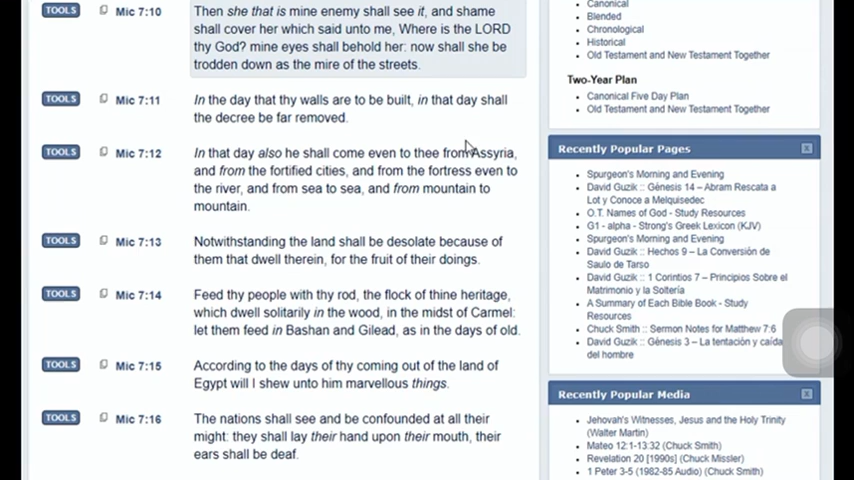 TOOLS Mic 7:10 Then she that is mine enemy shall see it, and shame
shall cover her which said unto me, Where is the LORD
thy God? mine eyes shall behold her: now shall she be
trodden down as the mire of the streets.
TOOLS Mic 7:11 In the day that thy walls are to be built, in that day shall
the decree be far removed.
TOOLS Mic 7:12 In that day also he shall come even to thee from Assyria,
and from the fortified cities, and from the fortress even to
the river, and from sea to sea, and from mountain to
mountain.
TOOLS Mic 7:13 Notwithstanding the land shall be desolate because of
them that dwell therein, for the fruit of their doings.
TOOLS Mic 7:14 Feed thy people with thy rod, the flock of thine heritage,
which dwell solitarily in the wood, in the midst of Carmel:
let them feed in Bashan and Gilead, as in the days of old.
TOOLS Mic 7:15 According to the days of thy coming out of the land of
Egypt will I shew unto him marvellous things.
TOOLS Mic 7:16 The nations shall see and be confounded at all their
might: they shall lay their hand upon their mouth, their
ears shall be deaf.
Canonical
Blended
Chronological
Historical
Old Testament and New Testament Together
Two-Year Plan
Canonical Five Day Plan
Old Testament and New Testament Together
Recently Popular Pages
Spurgeon's Morning and Evening
David Guzik :: Génesis 14 – Abram Rescata a
Lot y Conoce a Melquisedec
O.T. Names of God - Study Resources
G1 - alpha - Strong's Greek Lexicon (KJV)
Spurgeon's Morning and Evening
David Guzik :: Hechos 9 – La Conversión de
Saulo de Tarso
David Guzik :: 1 Corintios 7 – Principios Sobre el
Matrimonio y la Soltería
A Summary of Each Bible Book - Study
Resources
Chuck Smith :: Sermon Notes for Matthew 7:6
David Guzik :: Génesis 3 – La tentación y caída
del hombre
Recently Popular Media
Jehovah's Witnesses, Jesus and the Holy Trinity
(Walter Martin)
Mateo 12:1-13:32 (Chuck Smith)
Revelation 20 [1990s] (Chuck Missler)
1 Peter 3-5 (1982-85 Audio) (Chuck Smith)